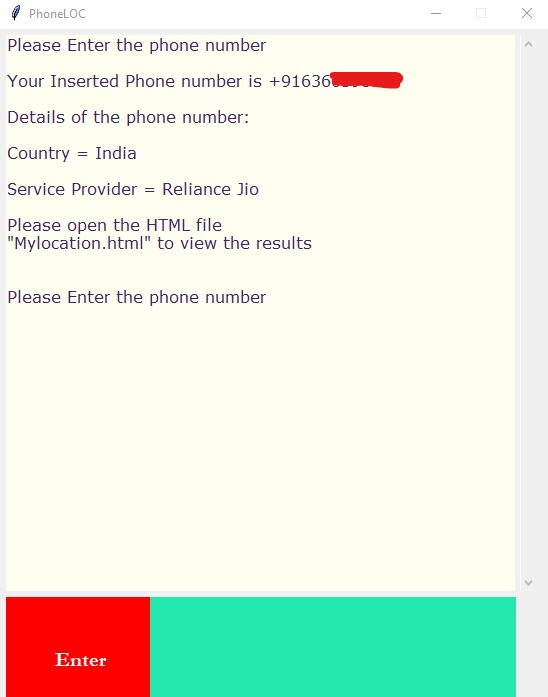 PhoneLOC
Please Enter the phone number
Your Inserted Phone number is
Details of the phone number:
Country = India
Service Provider = Reliance Jio
Please open the HTML file
"Mylocation.html" to view the results
Please Enter the phone number
Enter